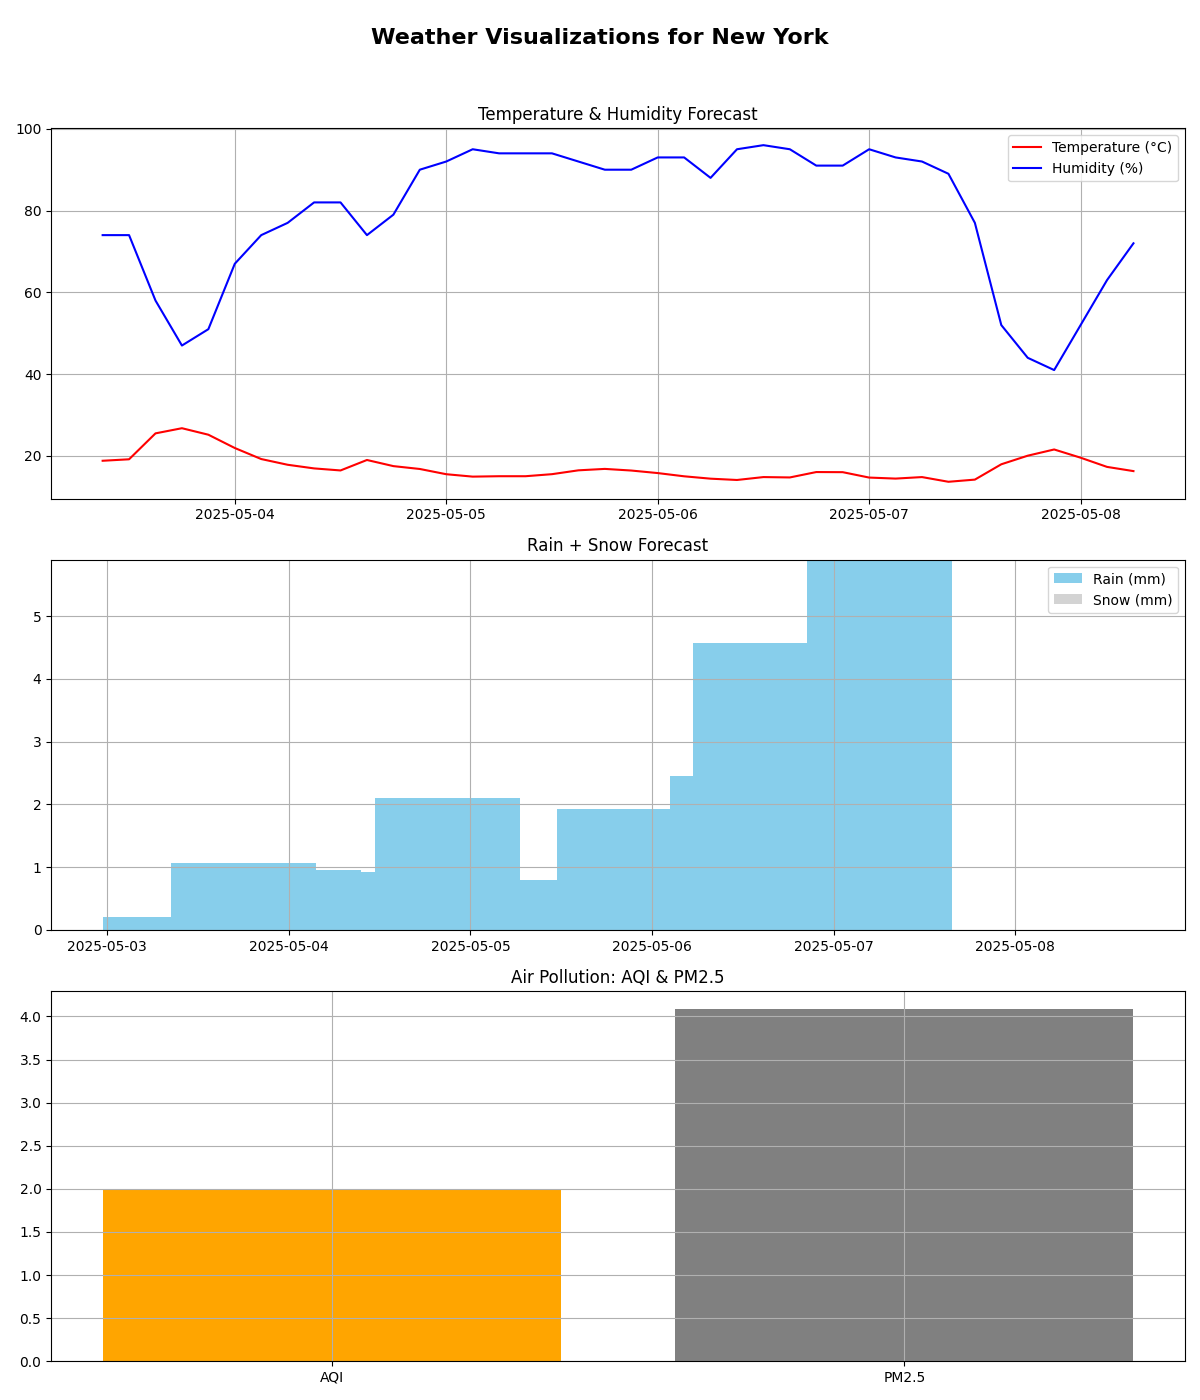 Weather Visualizations for New York
Temperature & Humidity Forecast
100
80
60
40
20
Temperature (°C)
Humidity (%)
2025-05-04 2025-05-05 2025-05-06 2025-05-07 2025-05-08
Rain + Snow Forecast
5
4
3
2
1
0
Rain (mm)
Snow (mm)
2025-05-03 2025-05-04 2025-05-05 2025-05-06 2025-05-07 2025-05-08
Air Pollution: AQI & PM2.5
4.0
3.5
3.0
2.5
2.0
1.5
1.0
0.5
0.0
AQI PM2.5